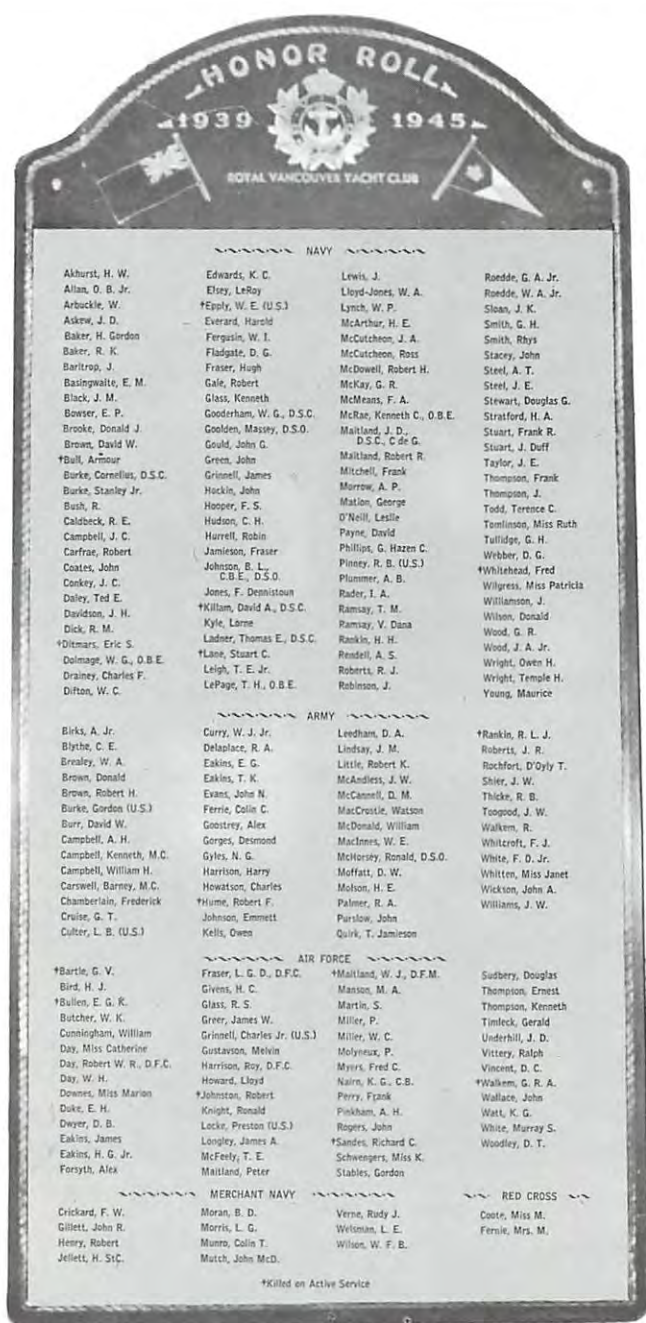 HONOR ROLL
1939 1945
ROYAL VANCOUVER YACHT CLUB
NAVY
Akhurst, H. W.
Allan, O. B. Jr.
Arbuckle, W.
Askew, J. D.
Baker, H. Gordon
Baker, R. K.
Baritrop, J.
Basingwaite, E. M.
Black, J. M.
Bowser, E. P.
Brooke, Donald J.
Brown, David W.
†Bull, Armour
Burke, Cornelius, D.S.C.
Burke, Stanley Jr.
Bush, R.
Caldbeck, R. E.
Campbell, J. C.
Carfrae, Robert
Coates, John
Conkey, J. C.
Daley, Ted E.
Davidson, J. H.
Dick, R. M.
†Ditmars, Eric S.
Dolmage, W. G., O.B.E.
Drainey, Charles F.
Difton, W. C.
Edwards, K. C.
Elsey, LeRoy
†Epply, W. E. (U.S.)
Everard, Harold
Fergusin, W. I.
Fladgate, D. G.
Fraser, Hugh
Gale, Robert
Glass, Kenneth
Gooderham, W. G., D.S.C.
Goolden, Massey, D.S.O.
Gould, John G.
Green, John
Grinnell, James
Hockin, John
Hooper, F. S.
Hudson, C. H.
Hurrell, Robin
Jamieson, Fraser
Johnson, B. L.,
C.B.E., D.S.O.
Jones, F. Dennistoun
†Killam, David A., D.S.C.
Kyle, Lorne
Ladner, Thomas E., D.S.C.
†Lane, Stuart C.
Leigh, T. E. Jr.
LePage, T. H., O.B.E.
Lewis, J.
Lloyd-Jones, W. A.
Lynch, W. P.
McArthur, H. E.
McCutcheon, J. A.
McCutcheon, Ross
McDowell, Robert H.
McKay, G. R.
McMeans, F. A.
McRae, Kenneth C., O.B.E.
Maitland, J. D.,
D.S.C., C de G.
Maitland, Robert R.
Mitchell, Frank
Morrow, A. P.
Mation, George
O'Neill, Leslie
Payne, David
Phillips, G. Hazen C.
Pinney, R. B. (U.S.)
Plummer, A. B.
Rader, I. A.
Ramsay, T. M.
Ramsay, V. Dana
Rankin, H. H.
Rendell, A. S.
Roberts, R. J.
Robinson, J.
Roedde, G. A. Jr.
Roedde, W. A. Jr.
Sloan, J. K.
Smith, G. H.
Smith, Rhys
Stacey, John
Steel, A. T.
Steel, J. E.
Stewart, Douglas G.
Stratford, H. A.
Stuart, Frank R.
Stuart, J. Duff
Taylor, J. E.
Thompson, Frank
Thompson, J.
Todd, Terence C.
Tomlinson, Miss Ruth
Tullidge, G. H.
Webber, D. G.
†Whitehead, Fred
Wilgress, Miss Patricia
Williamson, J.
Wilson, Donald
Wood, G. R.
Wood, J. A. Jr.
Wright, Owen H.
Wright, Temple H.
Young, Maurice
ARMY
Birks, A. Jr.
Blythe, C. E.
Brealey, W. A.
Brown, Donald
Brown, Robert H.
Burke, Gordon (U.S.)
Burr, David W.
Campbell, A. H.
Campbell, Kenneth, M.C.
Campbell, William H.
Carswell, Barney, M.C.
Chamberlain, Frederick
Cruise, G. T.
Culter, L. B. (U.S.)
Curry, W. J. Jr.
Delaplace, R. A.
Eakins, E. G.
Eakins, T. K.
Evans, John N.
Ferrie, Colin C.
Goostrey, Alex
Gorges, Desmond
Gyles, N. G.
Harrison, Harry
Howatson, Charles
†Hume, Robert F.
Johnson, Emmett
Kells, Owen
Leedham, D. A.
Lindsay, J. M.
Little, Robert K.
McAndless, J. W.
McCannell, D. M.
MacCrostie, Watson
McDonald, William
MacInnes, W. E.
McHorsey, Ronald, D.S.O.
Moffatt, D. W.
Molson, H. E.
Palmer, R. A.
Purslow, John
Quirk, T. Jamieson
†Rankin, R. L. J.
Roberts, J. R.
Rochfort, D'Oyly T.
Shier, J. W.
Thicke, R. B.
Toogood, J. W.
Walkem, R.
Whitcroft, F. J.
White, F. D. Jr.
Whitten, Miss Janet
Wickson, John A.
Williams, J. W.
AIR FORCE
†Bartle, G. V.
Bird, H. J.
†Bullen, E. G. K.
Butcher, W. K.
Cunningham, William
Day, Miss Catherine
Day, Robert W. R., D.F.C.
Day, W. H.
Downes, Miss Marion
Duke, E. H.
Dwyer, D. B.
Eakins, James
Eakins, H. G. Jr.
Forsyth, Alex
Fraser, L. G. D., D.F.C.
Givens, H. C.
Glass, R. S.
Greer, James W.
Grinnell, Charles Jr. (U.S.)
Gustavson, Melvin
Harrison, Roy, D.F.C.
Howard, Lloyd
†Johnston, Robert
Knight, Ronald
Locke, Preston (U.S.)
Longley, James A.
McFeely, T. E.
Maitland, Peter
†Maitland, W. J., D.F.M.
Manson, M. A.
Martin, S.
Miller, P.
Miller, W. C.
Molyneux, P.
Myers, Fred C.
Nairn, K. G., C.B.
Perry, Frank
Pinkham, A. H.
Rogers, John
†Sandes, Richard C.
Schwengers, Miss K.
Stables, Gordon
Sudbery, Douglas
Thompson, Ernest
Thompson, Kenneth
Timleck, Gerald
Underhill, J. D.
Vittery, Ralph
Vincent, D. C.
†Walkem, G. R. A.
Wallace, John
Watt, K. G.
White, Murray S.
Woodley, D. T.
MERCHANT NAVY
Crickard, F. W.
Gillett, John R.
Henry, Robert
Jellett, H. StC.
Moran, B. D.
Morris, L. G.
Munro, Colin T.
Mutch, John McD.
Verne, Rudy J.
Welsman, L. E.
Wilson, W. F. B.
RED CROSS
Coote, Miss M.
Fernie, Mrs. M.
†Killed on Active Service